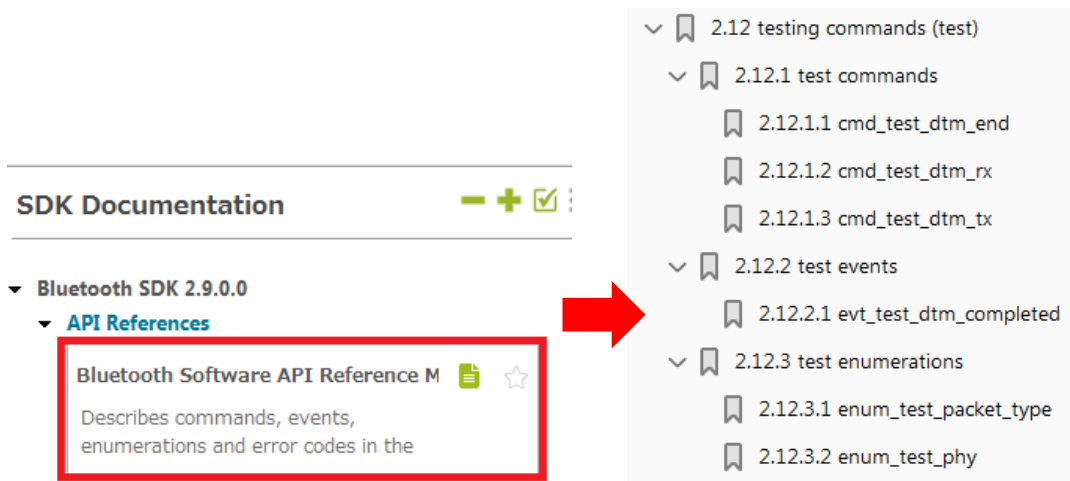 SDK Documentation
Bluetooth SDK 2.9.0.0
API References
Bluetooth Software API Reference M
Describes commands, events,
enumerations and error codes in the
2.12 testing commands (test)
2.12.1 test commands
2.12.1.1 cmd_test_dtm_end
2.12.1.2 cmd_test_dtm_rx
2.12.1.3 cmd_test_dtm_tx
2.12.2 test events
2.12.2.1 evt_test_dtm_completed
2.12.3 test enumerations
2.12.3.1 enum_test_packet_type
2.12.3.2 enum_test_phy